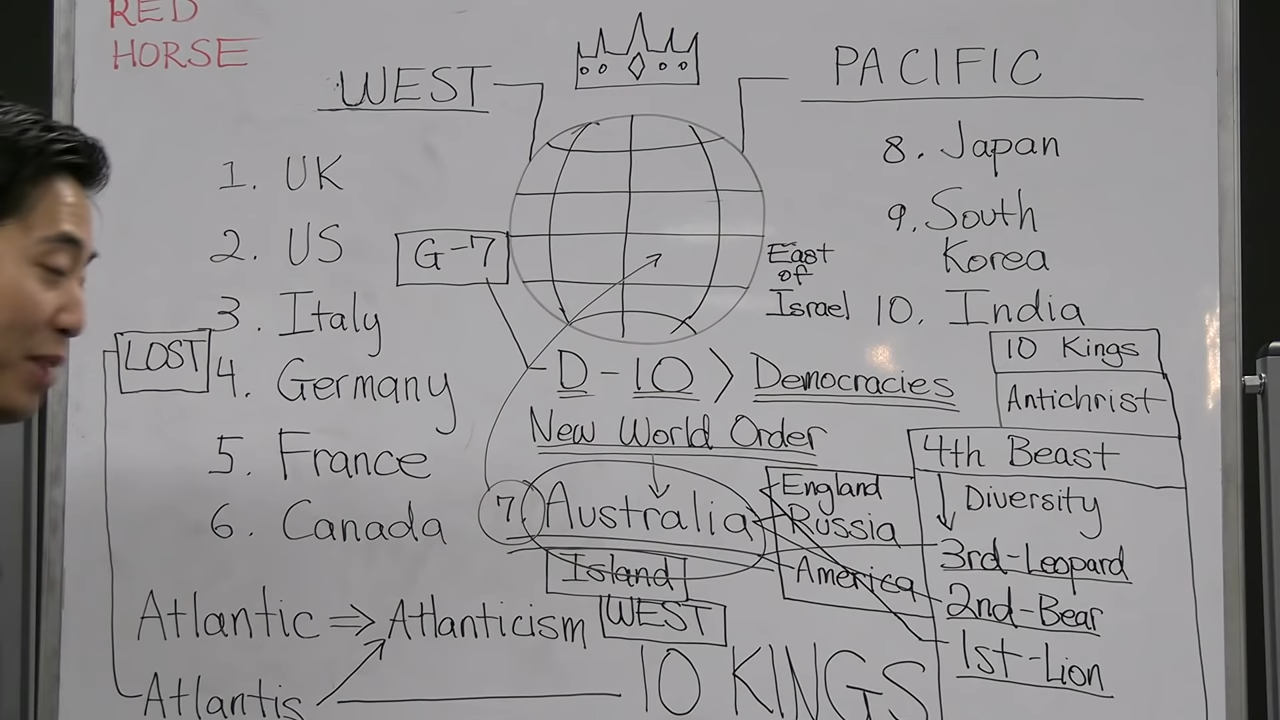 RED
HORSE
WEST
PACIFIC
1. UK
2. US
3. Italy
4. Germany
5. France
6. Canada
LOST
G-7
8. Japan
9. South
Korea
East
of
Israel
10. India
D-10 > Democracies
New World Order
7. Australia
Island
WEST
England
Russia
America
10 Kings
Antichrist
4th Beast
Diversity
3rd-Leopard
2nd-Bear
1st-Lion
Atlantic ⇒ Atlanticism
Atlantis
10 KINGS